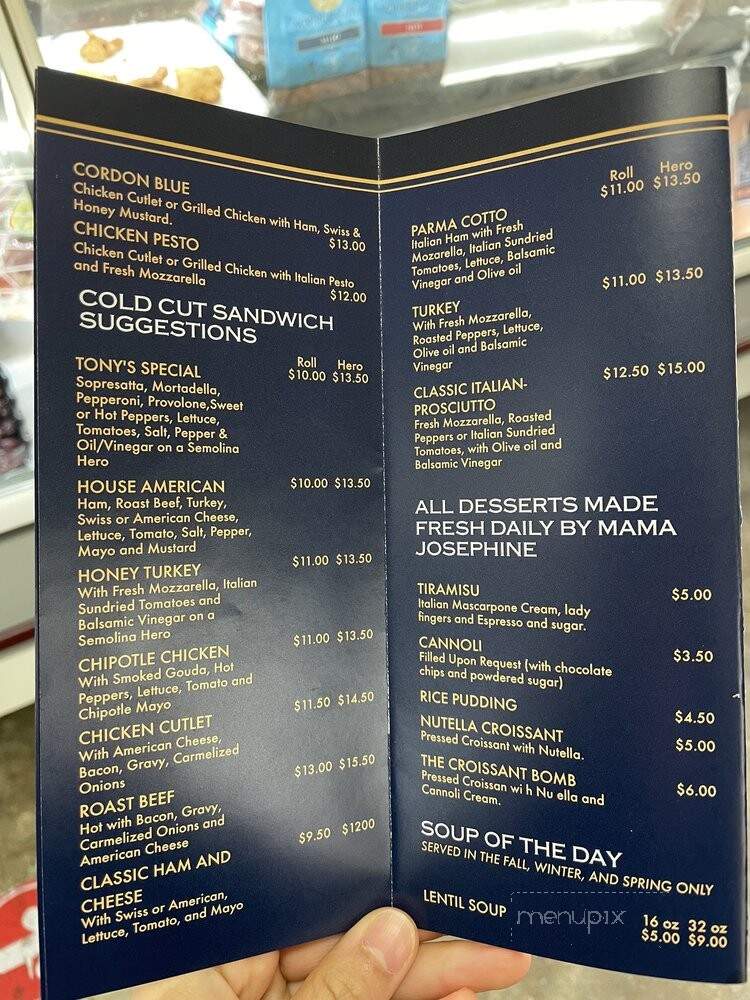 CORDON BLUE
Chicken Cutlet or Grilled Chicken with Ham, Swiss &
Honey Mustard. $13.00
CHICKEN PESTO
Chicken Cutlet or Grilled Chicken with Italian Pesto
and Fresh Mozzarella $12.00
COLD CUT SANDWICH
SUGGESTIONS
Roll Hero
TONY'S SPECIAL $10.00 $13.50
Sopresatta, Mortadella,
Pepperoni, Provolone,Sweet
or Hot Peppers, Lettuce,
Tomatoes, Salt, Pepper &
Oil/Vinegar on a Semolina
Hero
HOUSE AMERICAN $10.00 $13.50
Ham, Roast Beef, Turkey,
Swiss or American Cheese,
Lettuce, Tomato, Salt, Pepper,
Mayo and Mustard
HONEY TURKEY $11.00 $13.50
With Fresh Mozzarella, Italian
Sundried Tomatoes and
Balsamic Vinegar on a
Semolina Hero
CHIPOTLE CHICKEN $11.00 $13.50
With Smoked Gouda, Hot
Peppers, Lettuce, Tomato and
Chipotle Mayo
CHICKEN CUTLET $11.50 $14.50
With American Cheese,
Bacon, Gravy, Carmelized
Onions
ROAST BEEF $13.00 $15.50
Hot with Bacon, Gravy,
Carmelized Onions and
American Cheese
CLASSIC HAM AND $9.50 $1200
CHEESE
With Swiss or American,
Lettuce, Tomato, and Mayo
Roll Hero
$11.00 $13.50
PARMA COTTO
Italian Ham with Fresh
Mozarella, Italian Sundried
Tomatoes, Lettuce, Balsamic
Vinegar and Olive oil
TURKEY $11.00 $13.50
With Fresh Mozzarella,
Roasted Peppers, Lettuce,
Olive oil and Balsamic
Vinegar
CLASSIC ITALIAN- $12.50 $15.00
PROSCIUTTO
Fresh Mozzarella, Roasted
Peppers or Italian Sundried
Tomatoes, with Olive oil and
Balsamic Vinegar
ALL DESSERTS MADE
FRESH DAILY BY MAMA
JOSEPHINE
TIRAMISU $5.00
Italian Mascarpone Cream, lady
fingers and Espresso and sugar.
CANNOLI $3.50
Filled Upon Request (with chocolate
chips and powdered sugar)
RICE PUDDING $4.50
NUTELLA CROISSANT $5.00
Pressed Croissant with Nutella.
THE CROISSANT BOMB $6.00
Pressed Croissan wi h Nu ella and
Cannoli Cream.
SOUP OF THE DAY
SERVED IN THE FALL, WINTER, AND SPRING ONLY
LENTIL SOUP 16 oz 32 oz
$5.00 $9.00
menupix